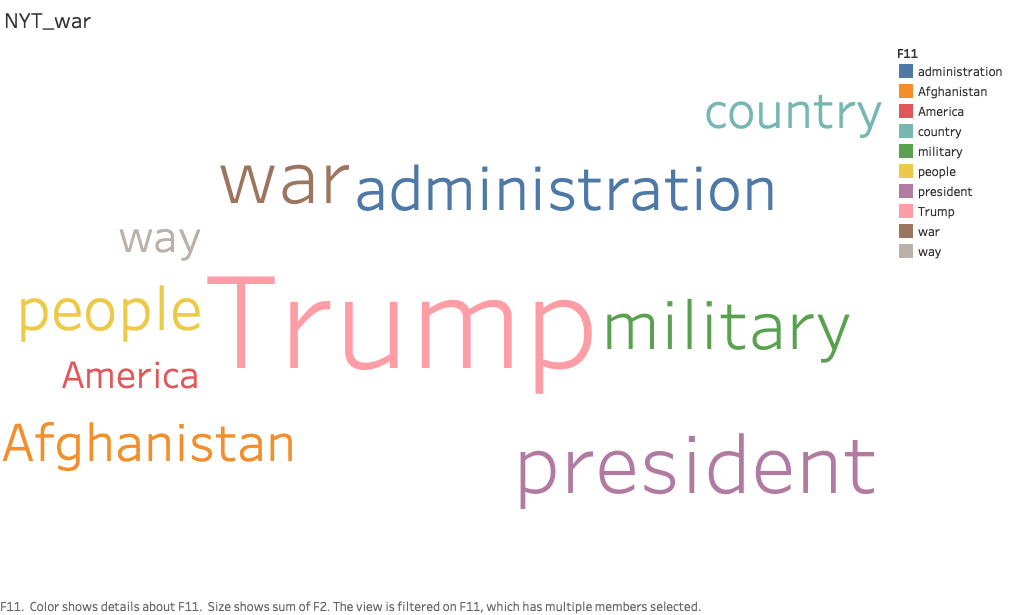 NYT_war
country
war administration
way
people Trump military
America
Afghanistan
president
F11
administration
Afghanistan
America
country
military
people
president
Trump
war
way
F11.  Color shows details about F11.  Size shows sum of F2. The view is filtered on F11, which has multiple members selected.